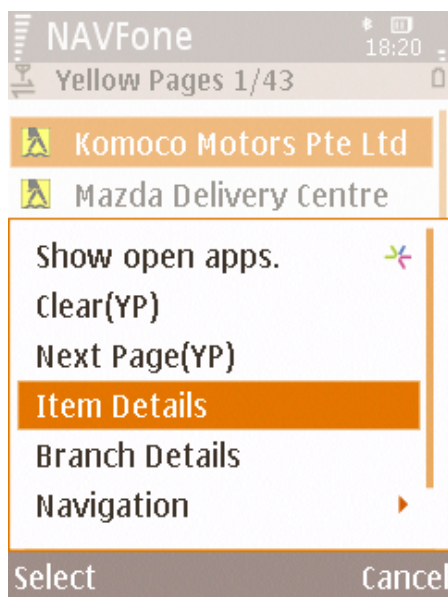 NAVFone
18:20
Yellow Pages 1/43
Komoco Motors Pte Ltd
Mazda Delivery Centre
Show open apps.
Clear(YP)
Next Page(YP)
Item Details
Branch Details
Navigation
Select Cancel